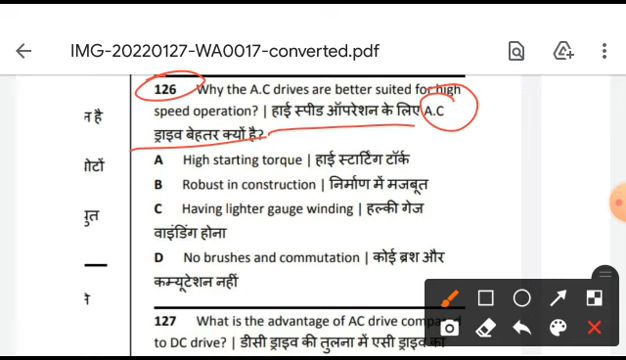 IMG-20220127-WA0017-converted.pdf
126 Why the A.C drives are better suited for high
speed operation? | हाई स्पीड ऑपरेशन के लिए A.C
ड्राइव बेहतर क्यों है?
A High starting torque | हाई स्टार्टिंग टॉर्क
B Robust in construction | निर्माण में मजबूत
C Having lighter gauge winding | हल्की गेज
वाइंडिंग होना
D No brushes and commutation | कोई ब्रश और
कम्यूटेशन नहीं
127 What is the advantage of AC drive
to DC drive? | डीसी ड्राइव की तुलना में एसी ड्राइव का